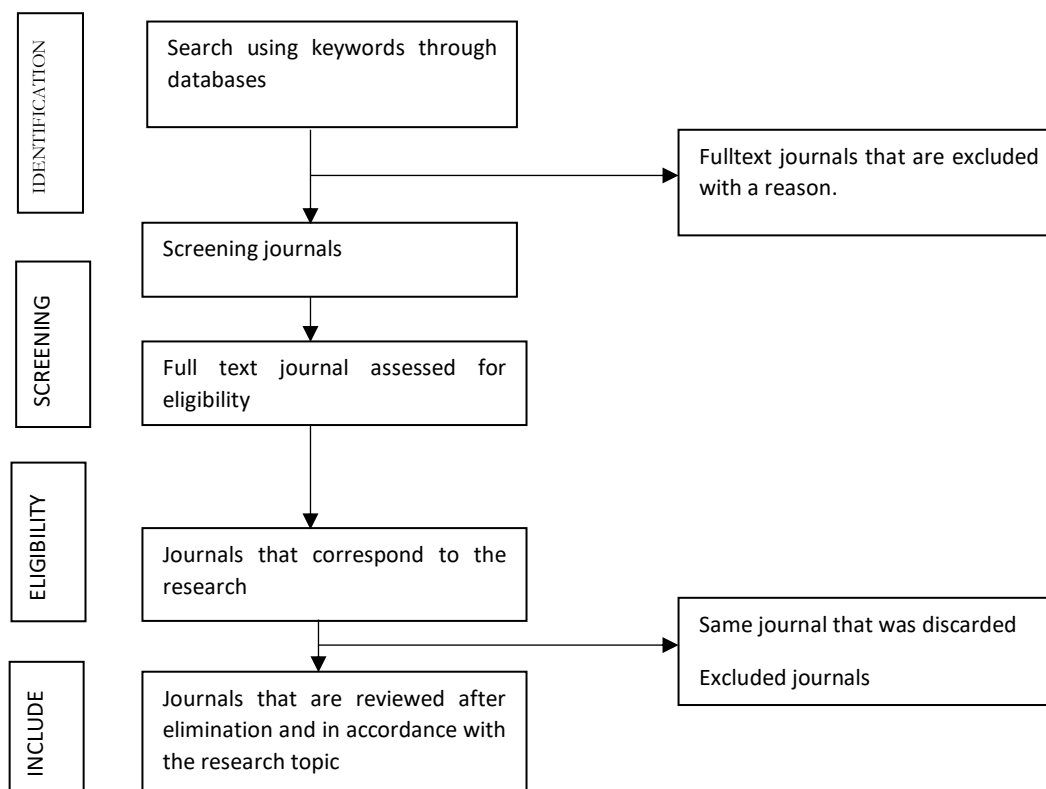 IDENTIFICATION
Search using keywords through
databases
Fulltext journals that are excluded
with a reason.
Screening journals
SCREENING
Full text journal assessed for
eligibility
ELIGIBILITY
Journals that correspond to the
research
Same journal that was discarded
Excluded journals
INCLUDE
Journals that are reviewed after
elimination and in accordance with
the research topic